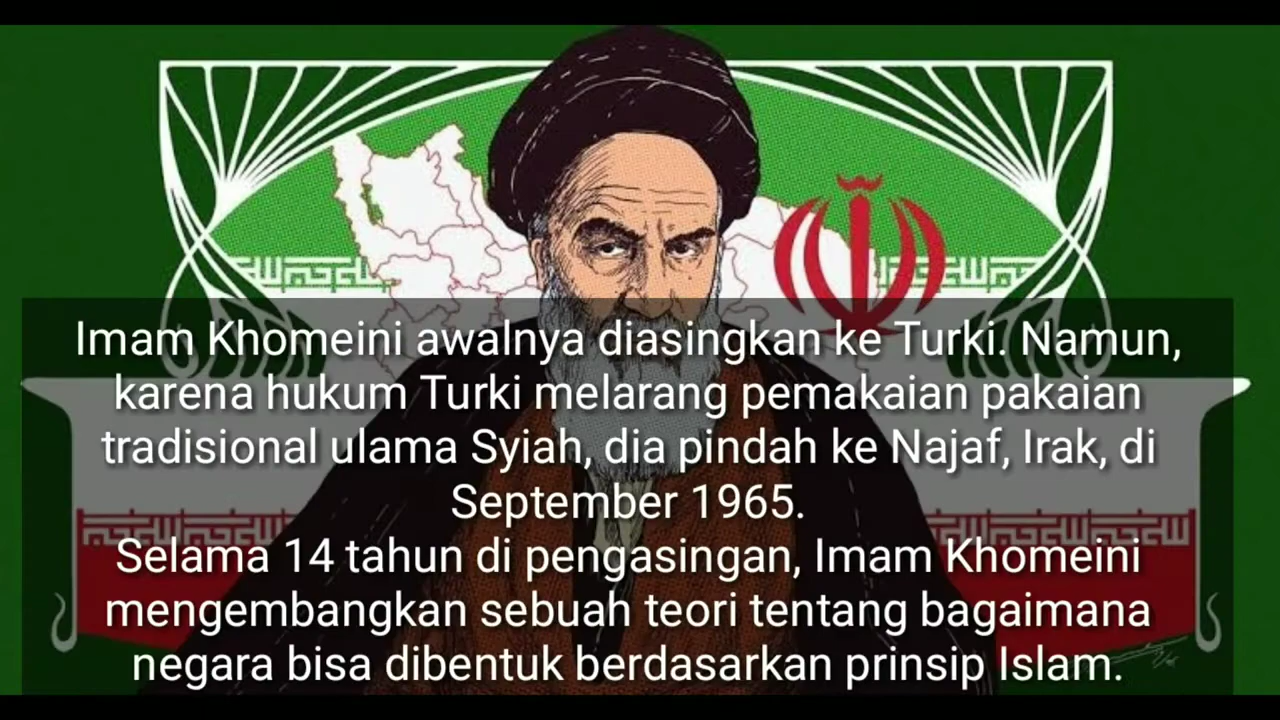 Imam Khomeini awalnya diasingkan ke Turki. Namun,
karena hukum Turki melarang pemakaian pakaian
tradisional ulama Syiah, dia pindah ke Najaf, Irak, di
September 1965.
Selama 14 tahun di pengasingan, Imam Khomeini
mengembangkan sebuah teori tentang bagaimana
negara bisa dibentuk berdasarkan prinsip Islam.